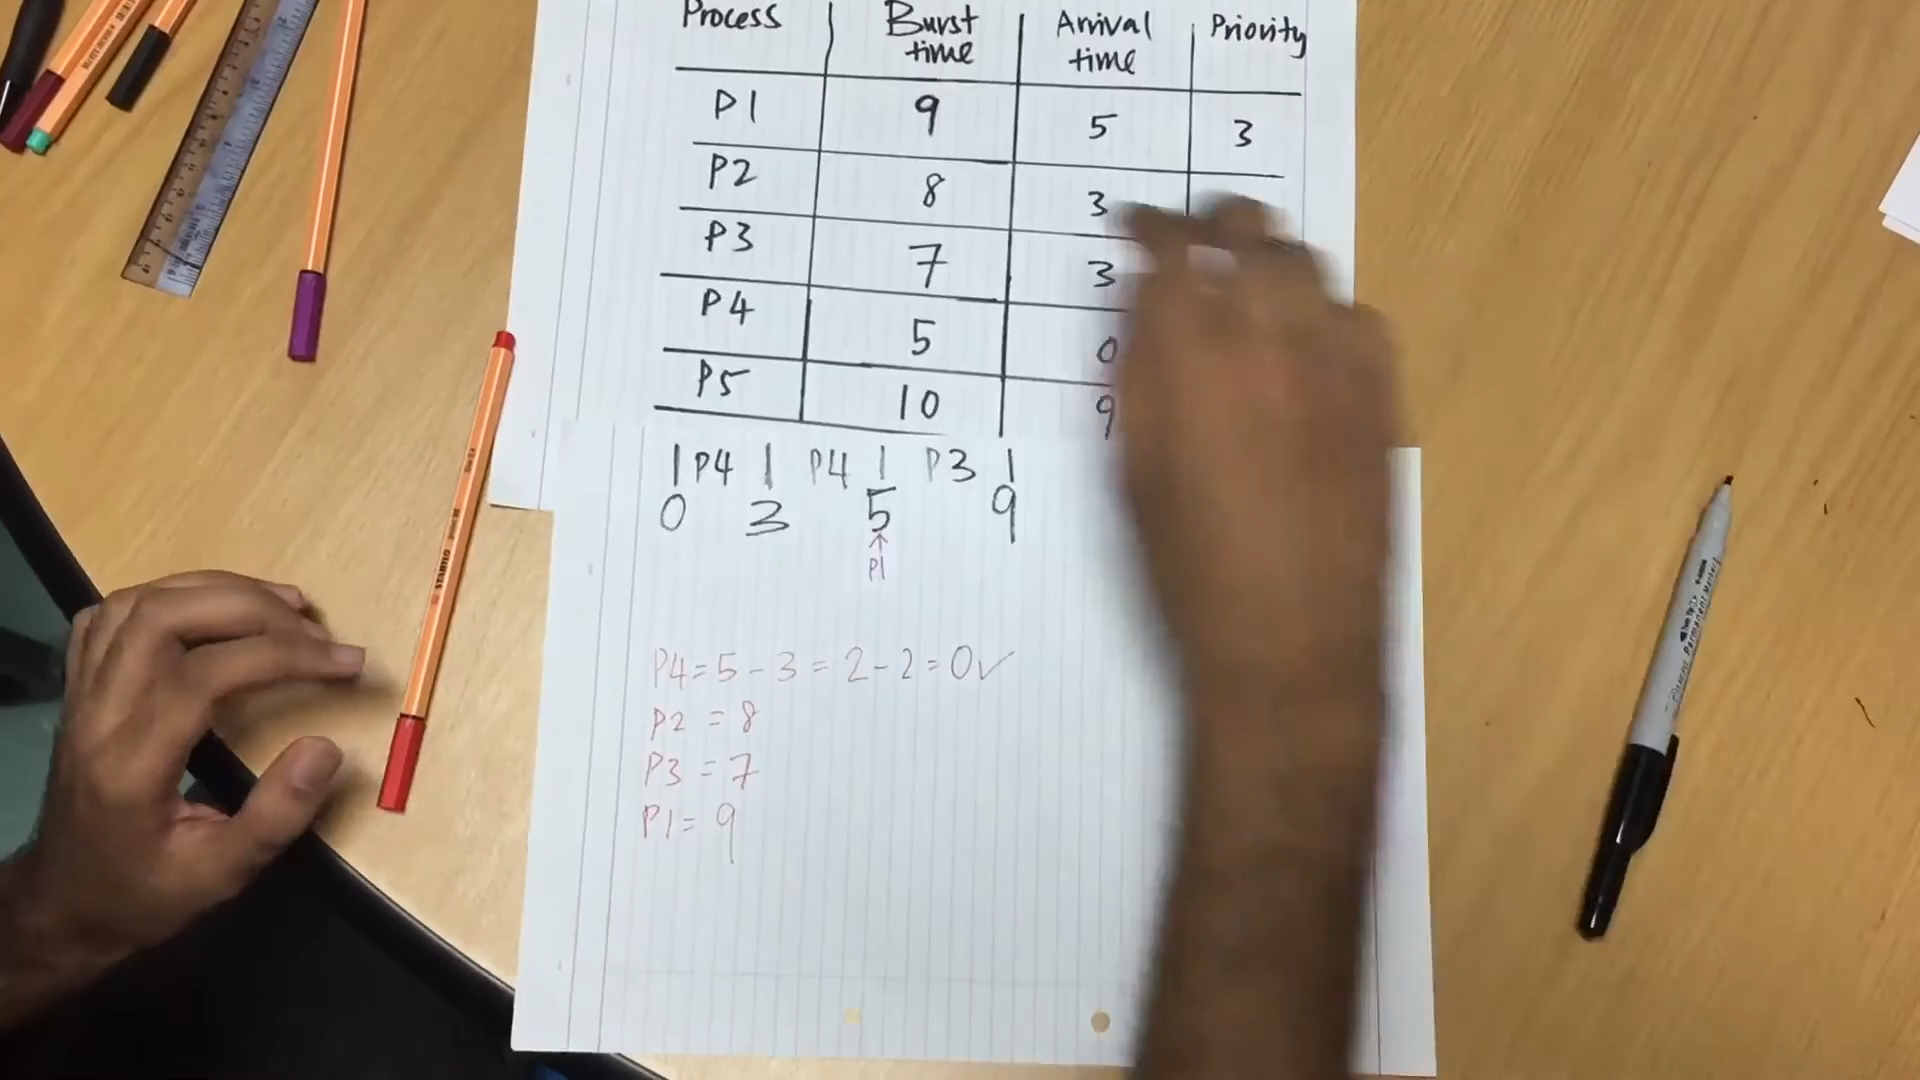 Process Burst time Arrival time Priority
P1 9 5 3
P2 8 3
P3 7 3
P4 5 0
P5 10 9
P4 P4 P3
0 3 5 9
P1
P4 = 5 - 3 = 2 - 2 = 0 ✓
P2 = 8
P3 = 7
P1 = 9